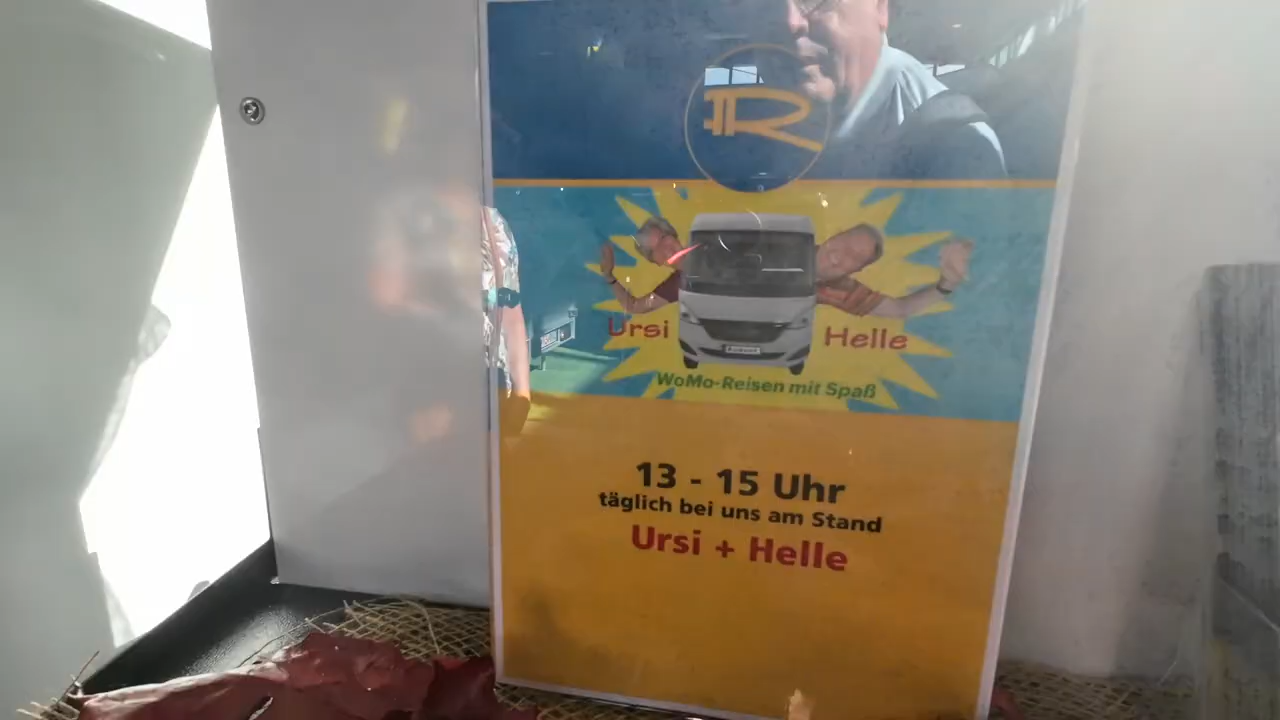 R
Ursi
Helle
WoMo-Reisen mit Spaß
13 - 15 Uhr
täglich bei uns am Stand
Ursi + Helle